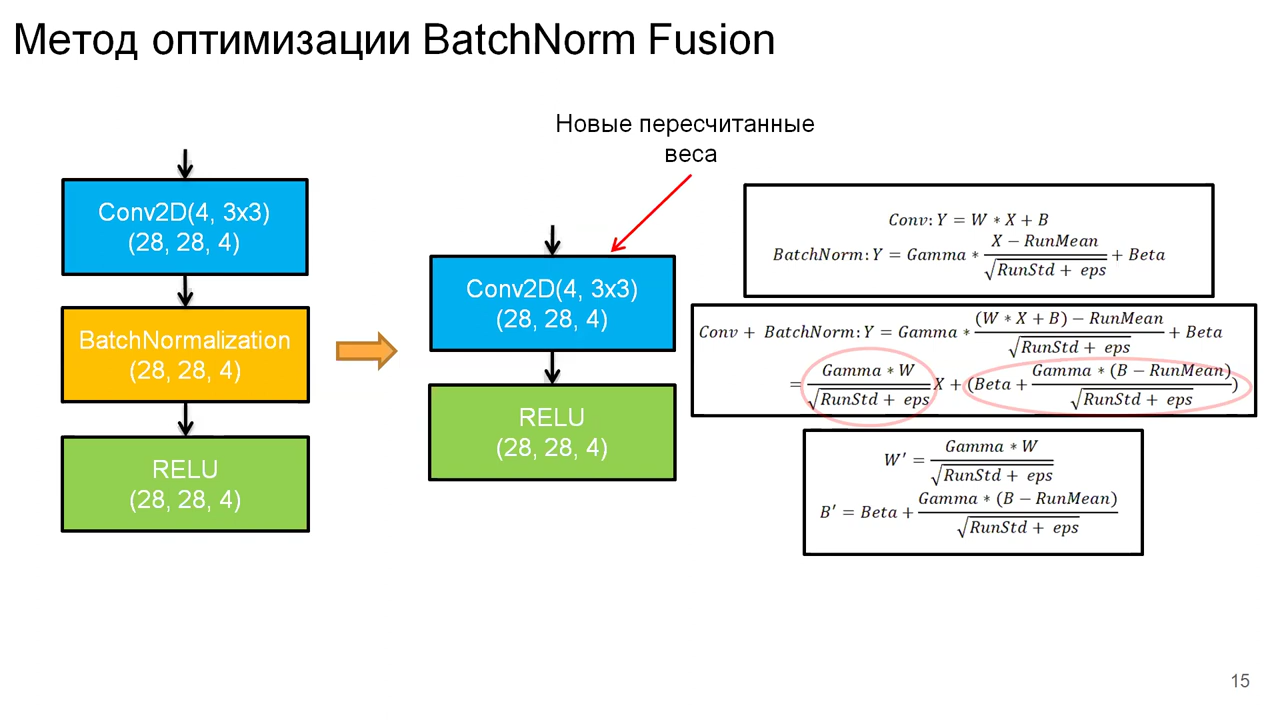 Метод оптимизации BatchNorm Fusion
Новые пересчитанные
веса
Conv2D(4, 3x3)
(28, 28, 4)
BatchNormalization
(28, 28, 4)
RELU
(28, 28, 4)
Conv2D(4, 3x3)
(28, 28, 4)
RELU
(28, 28, 4)
Conv: Y = W * X + B
BatchNorm: Y = Gamma * (X − RunMean) / √(RunStd + eps) + Beta
Conv + BatchNorm: Y = Gamma * ((W * X + B) − RunMean) / √(RunStd + eps) + Beta
= (Gamma * W) / √(RunStd + eps) X + (Beta + (Gamma * (B − RunMean)) / √(RunStd + eps))
W′ = (Gamma * W) / √(RunStd + eps)
B′ = Beta + (Gamma * (B − RunMean)) / √(RunStd + eps)
15